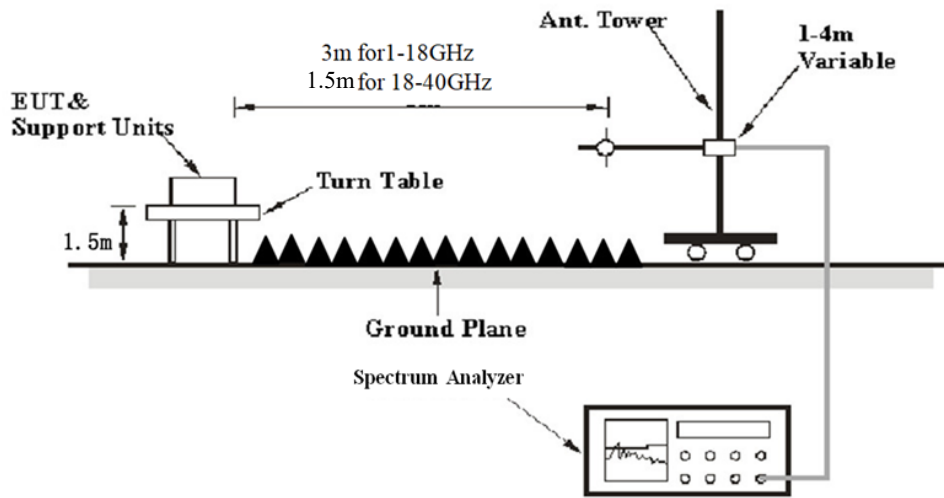 Ant. Tower
1-4m
Variable
3m for1-18GHz
1.5m for 18-40GHz
EUT&
Support Units
Turn Table
1.5m
Ground Plane
Spectrum Analyzer